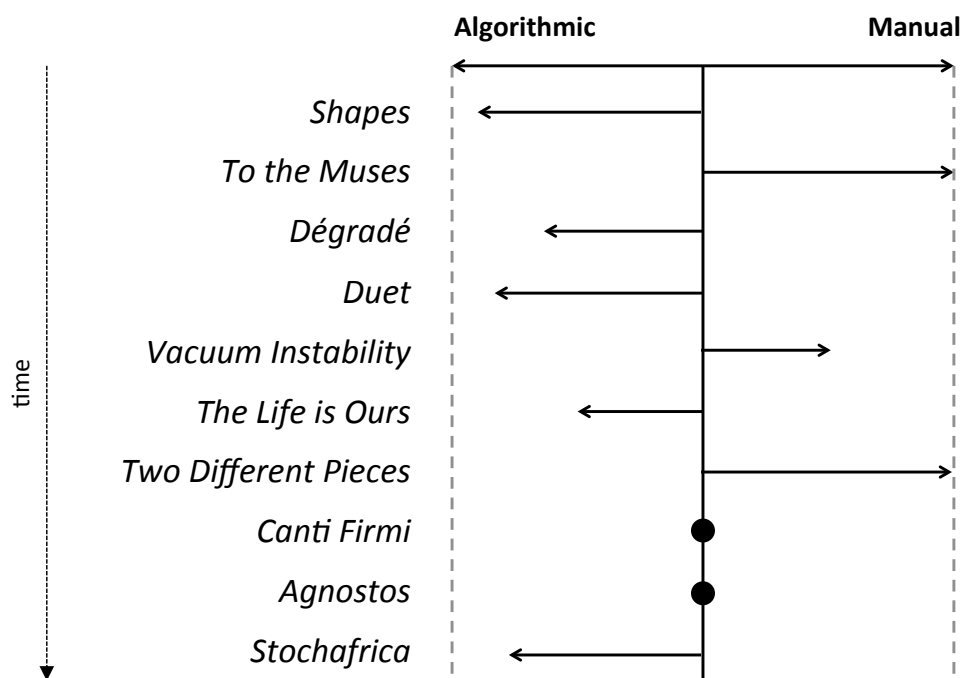 Algorithmic Manual
Shapes
To the Muses
Dégradé
Duet
Vacuum Instability
The Life is Ours
Two Different Pieces
Canti Firmi
Agnostos
Stochafrica
time